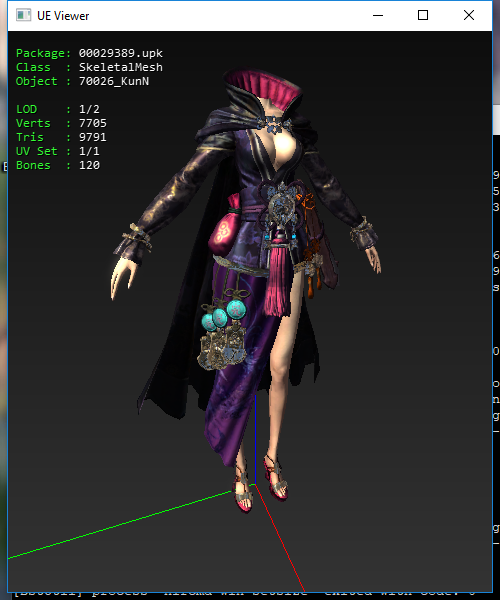 UE Viewer
Package: 00029389.upk
Class : SkeletalMesh
Object : 70026_KunN
LOD : 1/2
Verts : 7705
Tris : 9791
UV Set : 1/1
Bones : 120